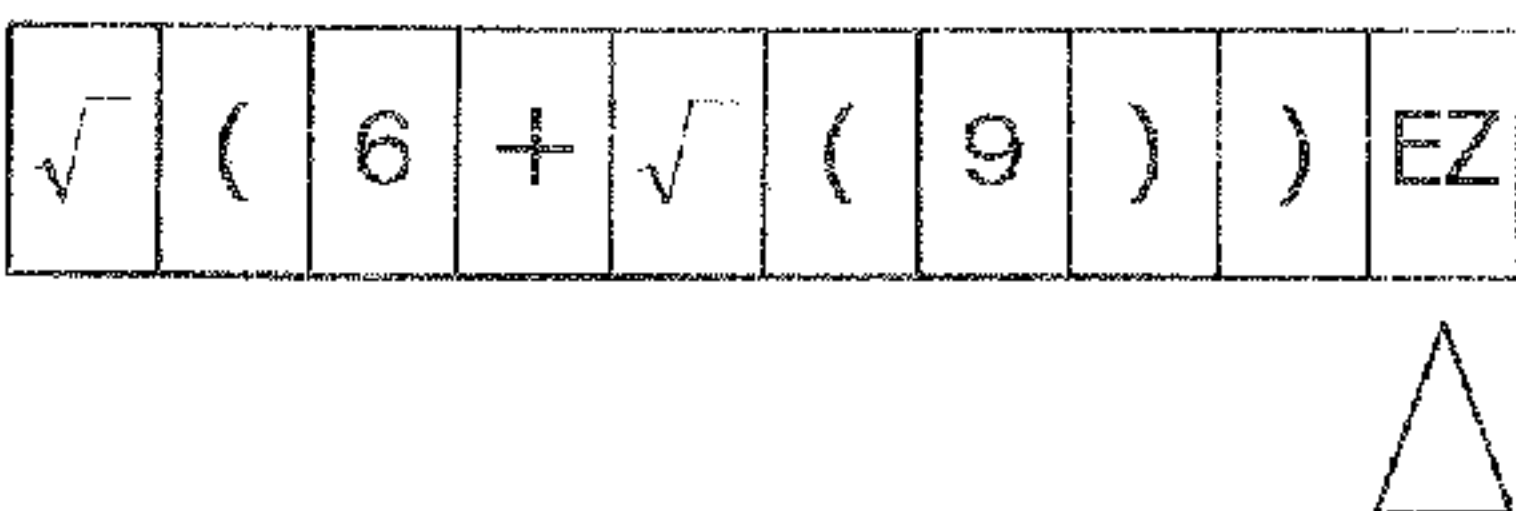 √ ( 6 + √ ( 9 ) ) EZ